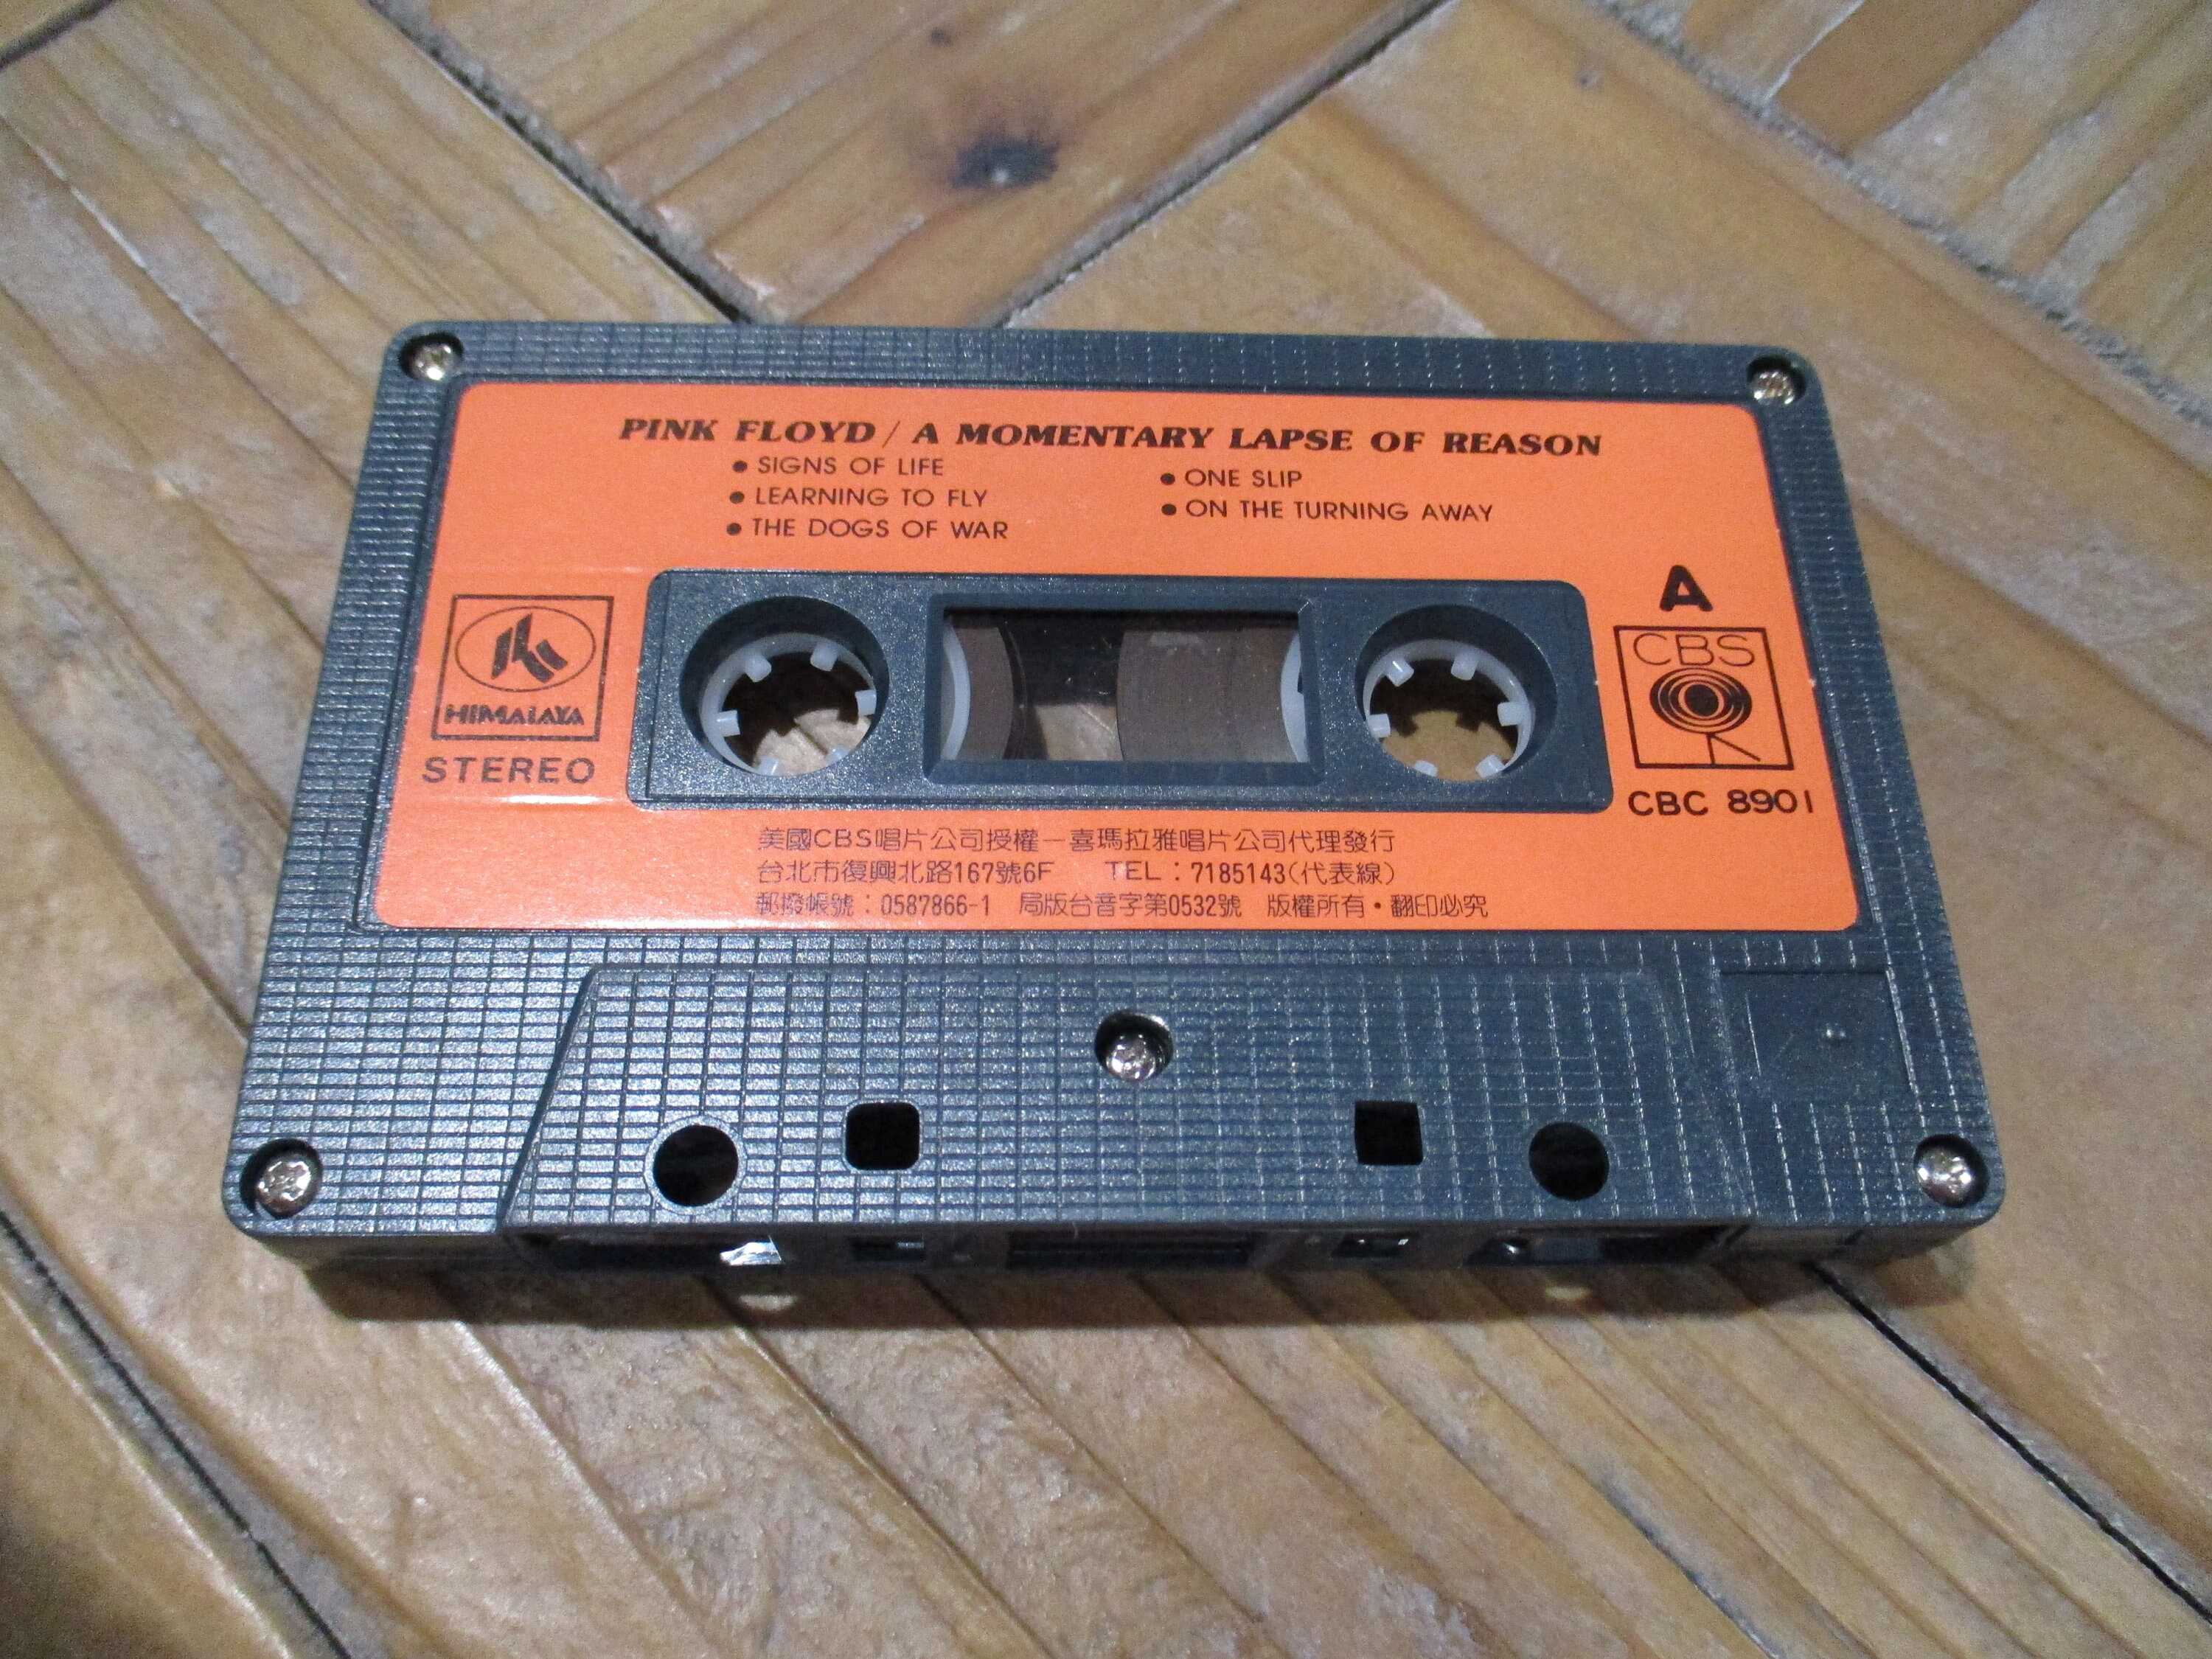 PINK FLOYD / A MOMENTARY LAPSE OF REASON
• SIGNS OF LIFE
• LEARNING TO FLY
• THE DOGS OF WAR
• ONE SLIP
• ON THE TURNING AWAY
HIMALAYA
STEREO
A
CBS
CBC 8901
美國CBS唱片公司授權－喜瑪拉雅唱片公司代理發行
台北市復興北路167號6F TEL：7185143(代表線)
郵撥帳號：0587866-1 局版台音字第0532號 版權所有・翻印必究